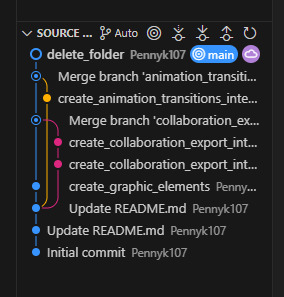 SOURCE ... Auto
delete_folder Pennyk107 main
Merge branch 'animation_transiti...
create_animation_transitions_inte...
Merge branch 'collaboration_ex...
create_collaboration_export_int...
create_collaboration_export_int...
create_graphic_elements Penny...
Update README.md Pennyk107
Update README.md Pennyk107
Initial commit Pennyk107